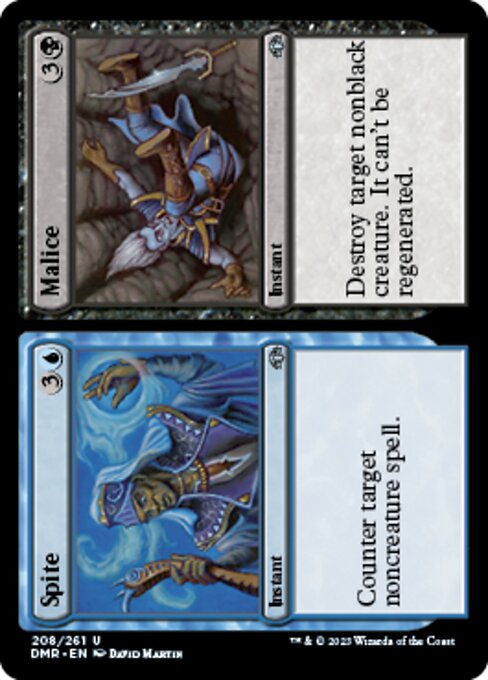 Spite 3
Instant
Counter target
noncreature spell.
Malice 3
Instant
Destroy target nonblack
creature. It can't be
regenerated.
208/261 U
DMR • EN David Martin
™ & © 2023 Wizards of the Coast